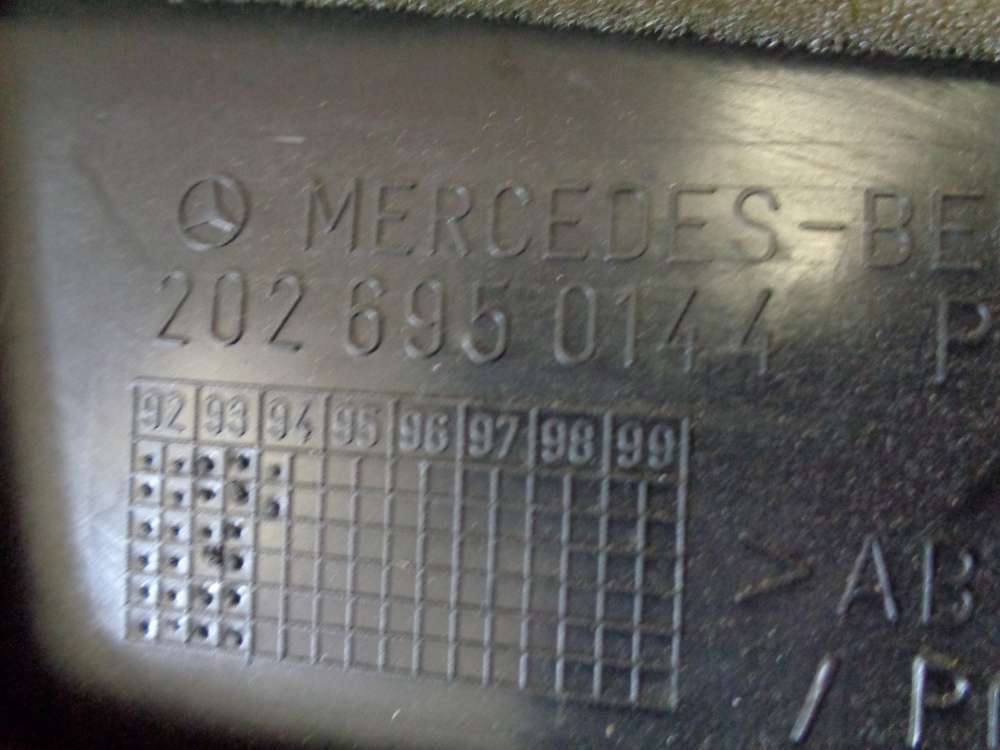 MERCEDES-BE
202 695 0144 P
92 93 94 95 96 97 98 99
>AB
/P